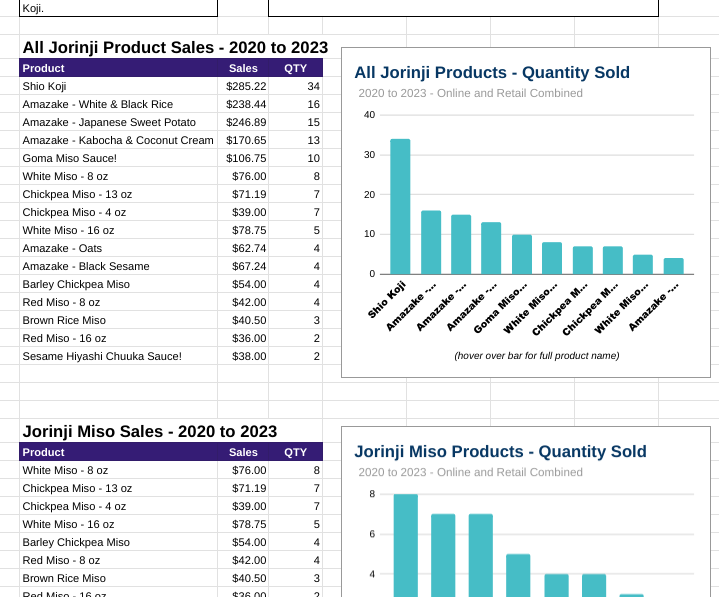 Koji.
All Jorinji Product Sales - 2020 to 2023
Product Sales QTY
Shio Koji $285.22 34
Amazake - White & Black Rice $238.44 16
Amazake - Japanese Sweet Potato $246.89 15
Amazake - Kabocha & Coconut Cream $170.65 13
Goma Miso Sauce! $106.75 10
White Miso - 8 oz $76.00 8
Chickpea Miso - 13 oz $71.19 7
Chickpea Miso - 4 oz $39.00 7
White Miso - 16 oz $78.75 5
Amazake - Oats $62.74 4
Amazake - Black Sesame $67.24 4
Barley Chickpea Miso $54.00 4
Red Miso - 8 oz $42.00 4
Brown Rice Miso $40.50 3
Red Miso - 16 oz $36.00 2
Sesame Hiyashi Chuuka Sauce! $38.00 2
All Jorinji Products - Quantity Sold
2020 to 2023 - Online and Retail Combined
40
30
20
10
0
Shio Koji
Amazake -...
Amazake -...
Amazake -...
Goma Miso...
White Miso...
Chickpea M...
Chickpea M...
White Miso...
Amazake -...
(hover over bar for full product name)
Jorinji Miso Sales - 2020 to 2023
Product Sales QTY
White Miso - 8 oz $76.00 8
Chickpea Miso - 13 oz $71.19 7
Chickpea Miso - 4 oz $39.00 7
White Miso - 16 oz $78.75 5
Barley Chickpea Miso $54.00 4
Red Miso - 8 oz $42.00 4
Brown Rice Miso $40.50 3
Red Miso - 16 oz $36.00 2
Jorinji Miso Products - Quantity Sold
2020 to 2023 - Online and Retail Combined
8
6
4